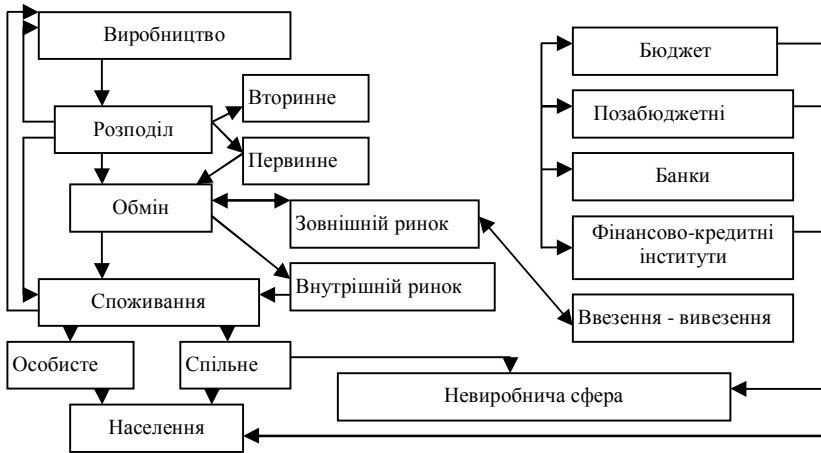 Виробництво
Розподіл
Вторинне
Первинне
Обмін
Зовнішній ринок
Внутрішній ринок
Споживання
Особисте
Спільне
Населення
Невиробнича сфера
Бюджет
Позабюджетні
Банки
Фінансово-кредитні
інститути
Ввезення - вивезення